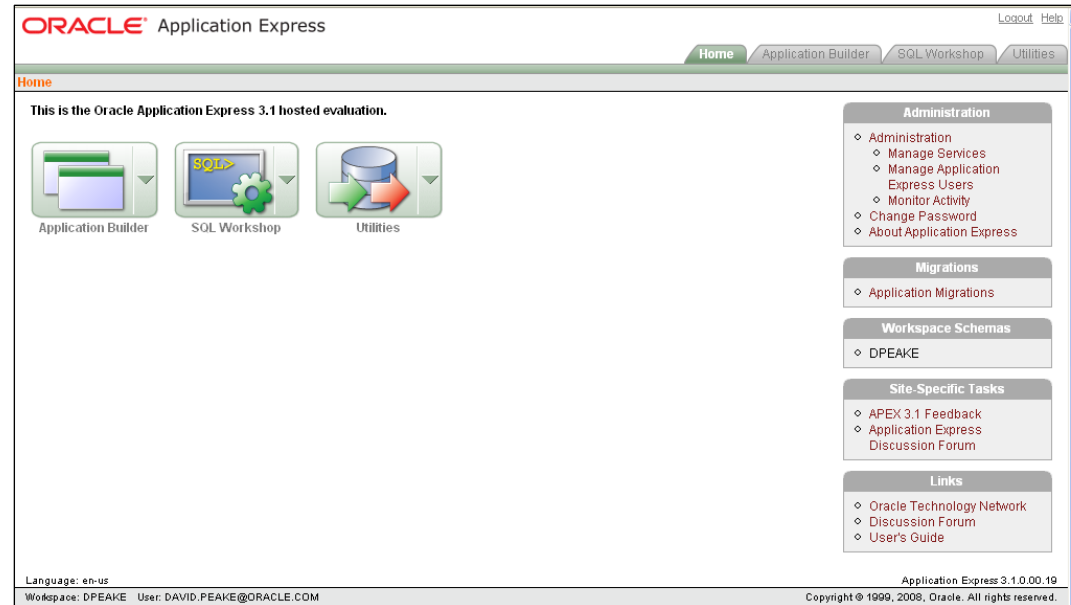 ORACLE Application Express
Logout Help
Home Application Builder SQL Workshop Utilities
Home
This is the Oracle Application Express 3.1 hosted evaluation.
SQL>
Application Builder SQL Workshop Utilities
Administration
Administration
Manage Services
Manage Application
Express Users
Monitor Activity
Change Password
About Application Express
Migrations
Application Migrations
Workspace Schemas
DPEAKE
Site-Specific Tasks
APEX 3.1 Feedback
Application Express
Discussion Forum
Links
Oracle Technology Network
Discussion Forum
User's Guide
Language: en-us
Application Express 3.1.0.00.19
Workspace: DPEAKE User: DAVID.PEAKE@ORACLE.COM
Copyright © 1999, 2008, Oracle. All rights reserved.